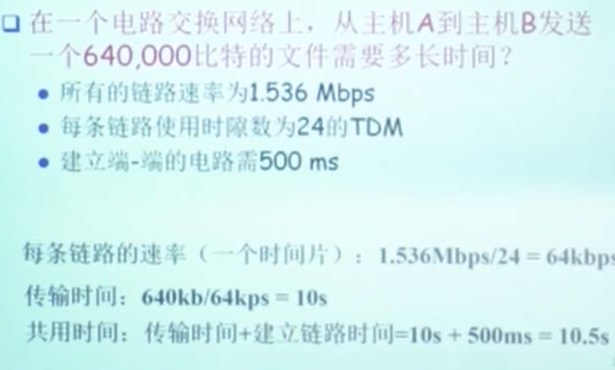 在一个电路交换网络上，从主机A到主机B发送
一个640,000比特的文件需要多长时间？
所有的链路速率为1.536 Mbps
每条链路使用时隙数为24的TDM
建立端-端的电路需500 ms
每条链路的速率（一个时间片）：1.536Mbps/24 = 64kbps
传输时间：640kb/64kps = 10s
共用时间：传输时间+建立链路时间=10s + 500ms = 10.5s